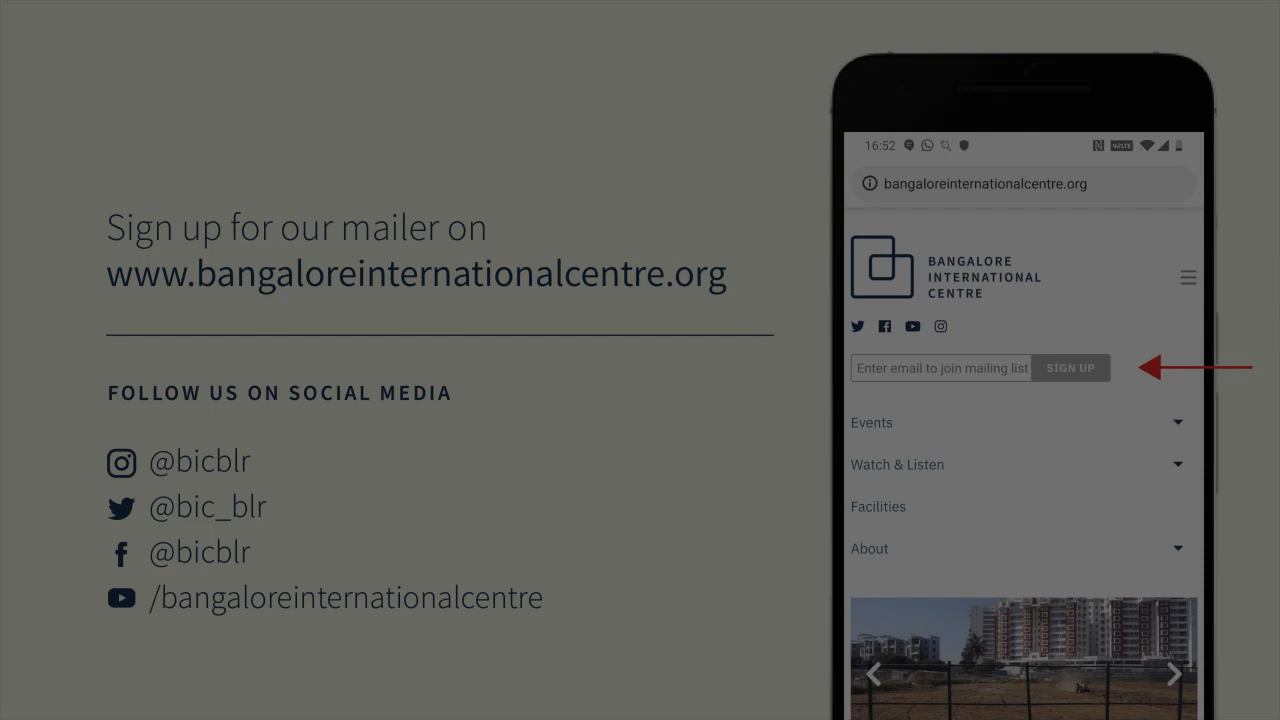 Sign up for our mailer on
www.bangaloreinternationalcentre.org
FOLLOW US ON SOCIAL MEDIA
@bicblr
@bic_blr
@bicblr
/bangaloreinternationalcentre
16:52
VoLTE
bangaloreinternationalcentre.org
BANGALORE
INTERNATIONAL
CENTRE
Enter email to join mailing list
SIGN UP
Events
Watch & Listen
Facilities
About